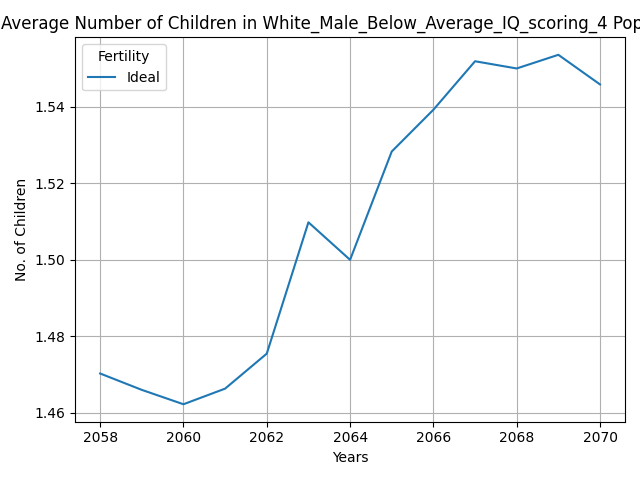 Average Number of Children in White_Male_Below_Average_IQ_scoring_4 Pop
Fertility
Ideal
No. of Children
1.54
1.52
1.50
1.48
1.46
2058 2060 2062 2064 2066 2068 2070
Years